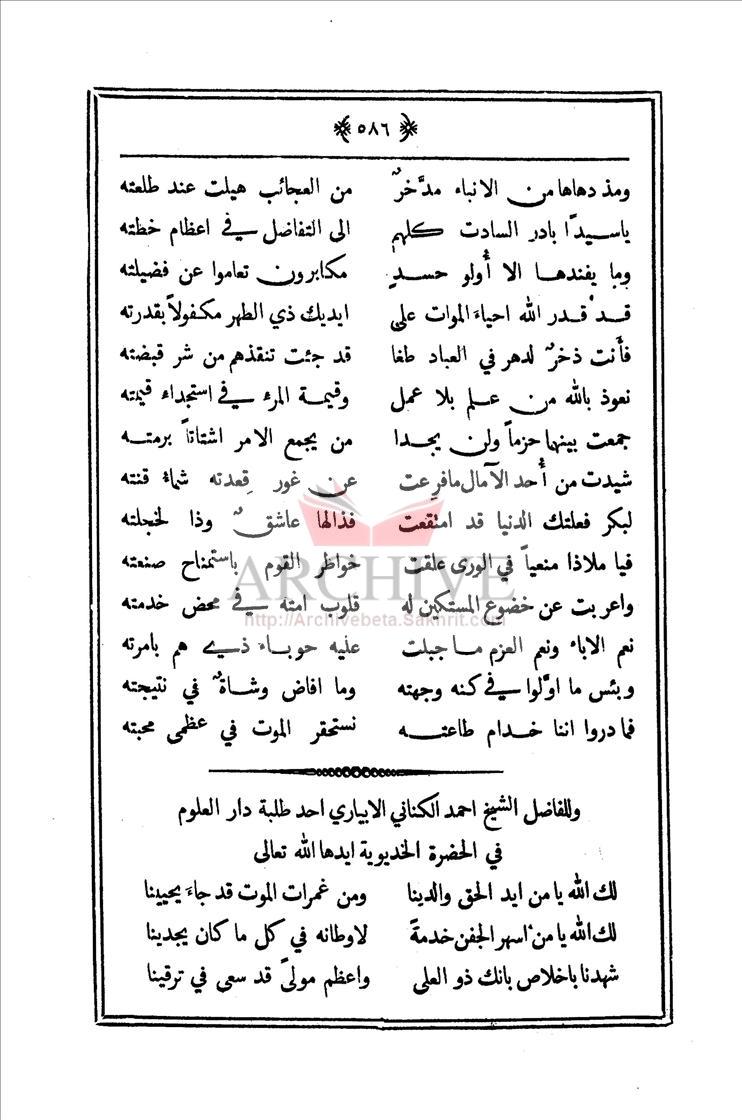 ٥٨٦
ومذ دهاها من الانباء مدَّخرٌ من العجائب هيلت عند طلعته
ياسيدًا بادر السادت كلهم الى التفاضل في اعظام خطته
وما يفندها الا أُولو حسدٍ مكابرون تعاموا عن فضيلته
قد قدر الله احياءَ الموات على ايديك ذي الطهر مكفولاً بقدرته
فأنت ذخرٌ لدهر في العباد طغا قد جئت تنقذهم من شر قبضته
نعوذ بالله من علم بلا عمل وقيمة المرء في استجداء قيمته
جمعت بينهما حزماً ولن يجدا من يجمع الامر اشتاتاً برمته
شيدت من أُحد الآمال مافرعت عن غور قعدته شماء قنته
لبكر فعلتك الدنيا قد امتقعت فذالها عاشقٌ وذا لخجلته
فيا ملاذا منعياً في الورى علقت خواظر القوم باستمناح صنعته
واعربت عن خضوع المستكين له قلوب امته في محض خدمته
نعم الاباء ونعم العزم ما جبلت عليه حوباء ذي هم بامرته
وبئس ما اوَّلوا في كنه وجهته وما افاض وشاةٌ في نتيجته
فما دروا اننا خدام طاعته نستحقر الموت في عظمى محبته
وللفاضل الشيخ احمد الكناني الابياري احد طلبة دار العلوم
في الحضرة الخديوية ايدها الله تعالى
لك الله يا من ايد الحق والدينا ومن غمرات الموت قد جاءَ يحيينا
لك الله يا من اسهر الجفن خدمةً لاوطانه في كل ما كان يجدينا
شهدنا باخلاص بانك ذو العلى واعظم مولىً قد سعى في ترقينا
ARCHIVE
http://Archivebeta.Sakhrit.com